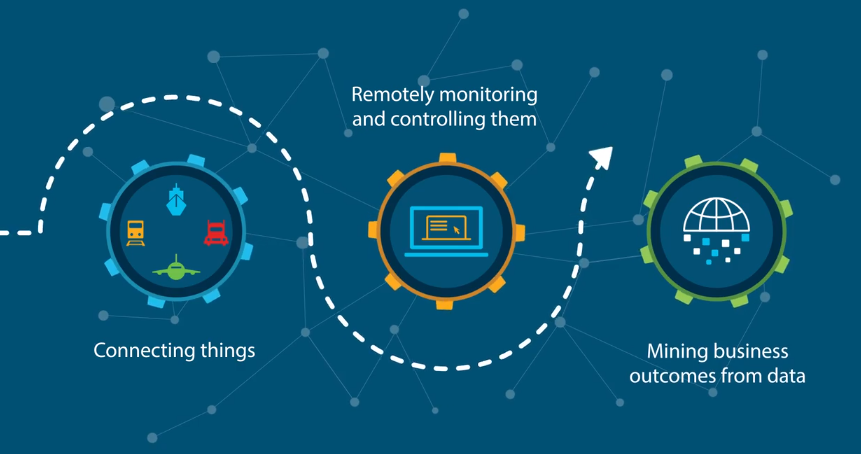 Remotely monitoring
and controlling them
Connecting things
Mining business
outcomes from data